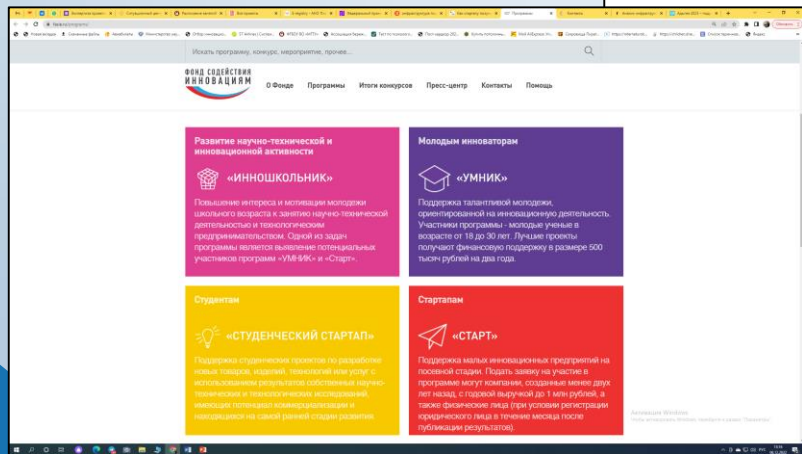 Искать программу, конкурс, мероприятие, прочее...
ФОНД СОДЕЙСТВИЯ
ИННОВАЦИЯМ
О Фонде Программы Итоги конкурсов Пресс-центр Контакты Помощь
Развитие научно-технической и
инновационной активности
«ИННОШКОЛЬНИК»
Повышение интереса и мотивации молодежи
школьного возраста к занятию научно-технической
деятельностью и технологическим
предпринимательством. Одной из задач
программы является выявление потенциальных
участников программ «УМНИК» и «Старт».
Молодым инноваторам
«УМНИК»
Поддержка талантливой молодежи,
ориентированной на инновационную деятельность.
Участники программы - молодые ученые в
возрасте от 18 до 30 лет. Лучшие проекты
получают финансовую поддержку в размере 500
тысяч рублей на два года.
Студентам
«СТУДЕНЧЕСКИЙ СТАРТАП»
Поддержка студенческих проектов по разработке
новых товаров, изделий, технологий или услуг с
использованием результатов собственных научно-
технических и технологических исследований,
имеющих потенциал коммерциализации и
находящихся на самой ранней стадии развития.
Стартапам
«СТАРТ»
Поддержка малых инновационных предприятий на
посевной стадии. Подать заявку на участие в
программе могут компании, созданные менее двух
лет назад, с годовой выручкой до 1 млн рублей, а
также физические лица (при условии регистрации
юридического лица в течение месяца после
публикации результатов).
Активация Windows